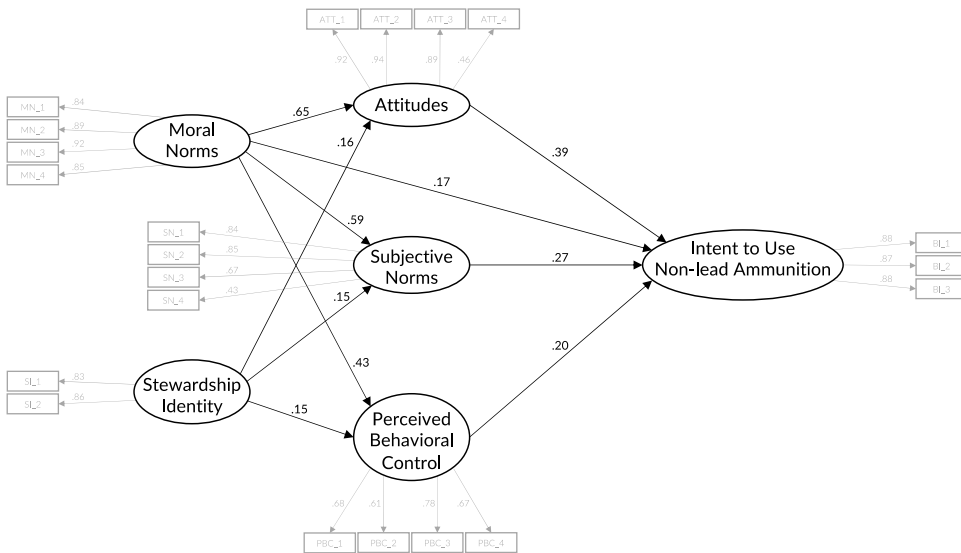 ATT_1
ATT_2
ATT_3
ATT_4
.92
.94
.89
.46
MN_1
MN_2
MN_3
MN_4
.84
.89
.92
.85
Moral
Norms
Attitudes
.65
.16
.39
.17
.59
SN_1
SN_2
SN_3
SN_4
.84
.85
.67
.43
Subjective
Norms
.27
Intent to Use
Non-lead Ammunition
.88
.87
.88
BI_1
BI_2
BI_3
.15
.20
.43
SI_1
SI_2
.83
.86
Stewardship
Identity
.15
Perceived
Behavioral
Control
.68
.61
.78
.67
PBC_1
PBC_2
PBC_3
PBC_4